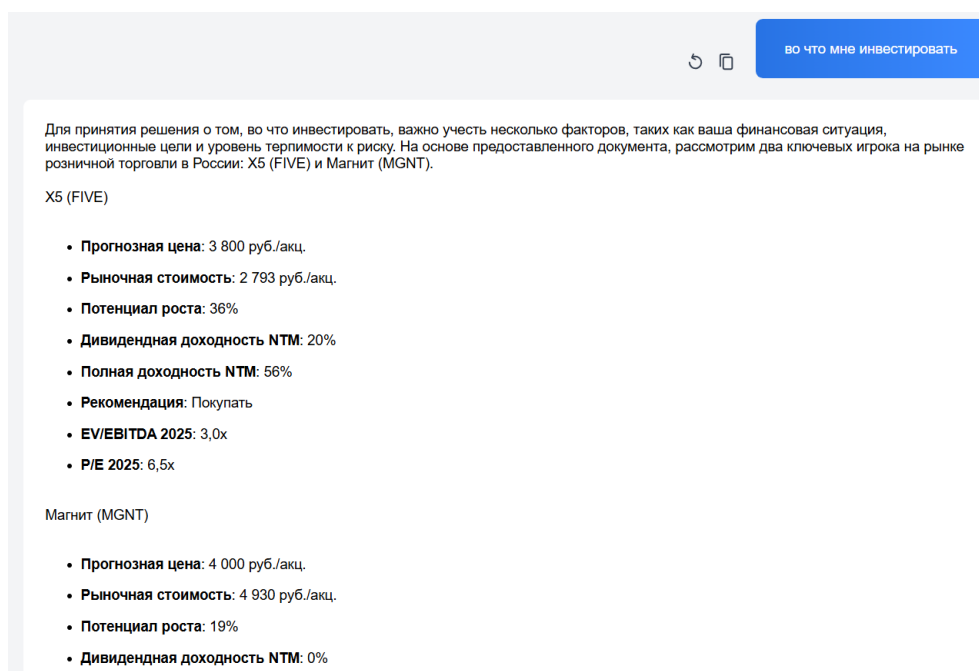 во что мне инвестировать
Для принятия решения о том, во что инвестировать, важно учесть несколько факторов, таких как ваша финансовая ситуация,
инвестиционные цели и уровень терпимости к риску. На основе предоставленного документа, рассмотрим два ключевых игрока на рынке
розничной торговли в России: X5 (FIVE) и Магнит (MGNT).
X5 (FIVE)
• Прогнозная цена: 3 800 руб./акц.
• Рыночная стоимость: 2 793 руб./акц.
• Потенциал роста: 36%
• Дивидендная доходность NTM: 20%
• Полная доходность NTM: 56%
• Рекомендация: Покупать
• EV/EBITDA 2025: 3,0x
• P/E 2025: 6,5x
Магнит (MGNT)
• Прогнозная цена: 4 000 руб./акц.
• Рыночная стоимость: 4 930 руб./акц.
• Потенциал роста: 19%
• Дивидендная доходность NTM: 0%